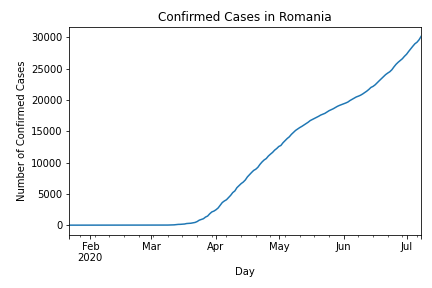 Confirmed Cases in Romania
Number of Confirmed Cases
30000
25000
20000
15000
10000
5000
0
Feb Mar Apr May Jun Jul
2020
Day